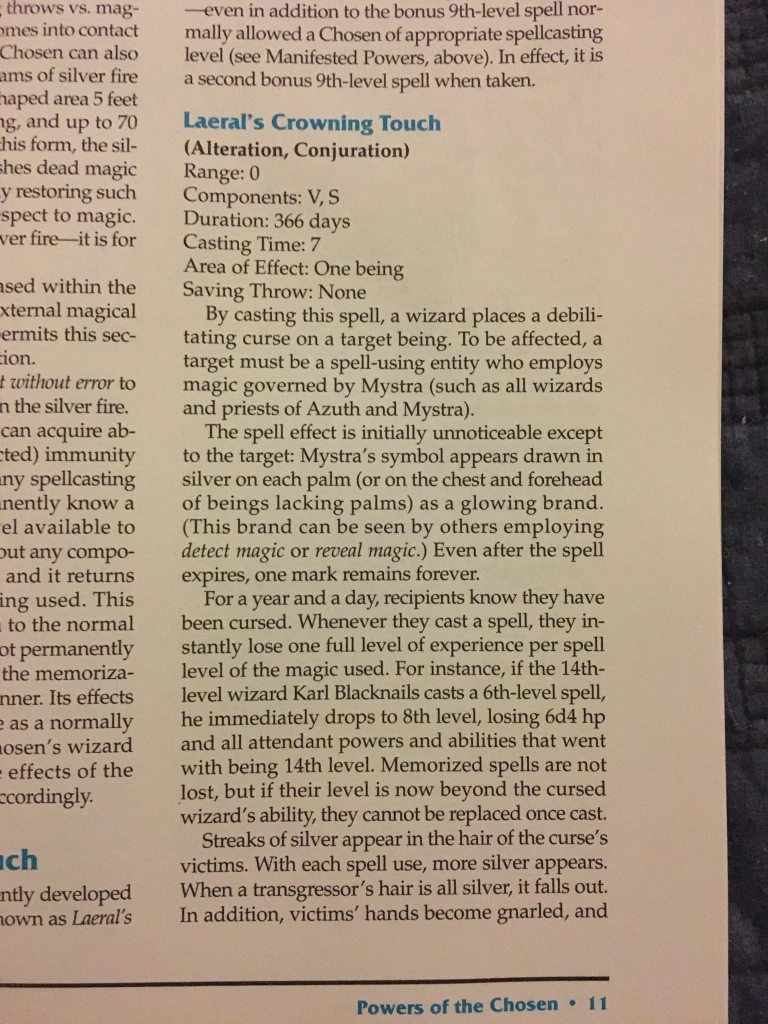 throws vs. mag-
omes into contact
Chosen can also
ams of silver fire
haped area 5 feet
ng, and up to 70
his form, the sil-
shes dead magic
y restoring such
spect to magic.
ver fire—it is for
ased within the
xternal magical
ermits this sec-
tion.
t without error to
n the silver fire.
can acquire ab-
cted) immunity
any spellcasting
nently know a
el available to
out any compo-
and it returns
ing used. This
to the normal
ot permanently
the memoriza-
nner. Its effects
e as a normally
hosen's wizard
effects of the
ccordingly.
uch
ntly developed
nown as Laeral's
—even in addition to the bonus 9th-level spell nor-
mally allowed a Chosen of appropriate spellcasting
level (see Manifested Powers, above). In effect, it is
a second bonus 9th-level spell when taken.
Laeral's Crowning Touch
(Alteration, Conjuration)
Range: 0
Components: V, S
Duration: 366 days
Casting Time: 7
Area of Effect: One being
Saving Throw: None
By casting this spell, a wizard places a debili-
tating curse on a target being. To be affected, a
target must be a spell-using entity who employs
magic governed by Mystra (such as all wizards
and priests of Azuth and Mystra).
The spell effect is initially unnoticeable except
to the target: Mystra's symbol appears drawn in
silver on each palm (or on the chest and forehead
of beings lacking palms) as a glowing brand.
(This brand can be seen by others employing
detect magic or reveal magic.) Even after the spell
expires, one mark remains forever.
For a year and a day, recipients know they have
been cursed. Whenever they cast a spell, they in-
stantly lose one full level of experience per spell
level of the magic used. For instance, if the 14th-
level wizard Karl Blacknails casts a 6th-level spell,
he immediately drops to 8th level, losing 6d4 hp
and all attendant powers and abilities that went
with being 14th level. Memorized spells are not
lost, but if their level is now beyond the cursed
wizard's ability, they cannot be replaced once cast.
Streaks of silver appear in the hair of the curse's
victims. With each spell use, more silver appears.
When a transgressor's hair is all silver, it falls out.
In addition, victims' hands become gnarled, and
Powers of the Chosen • 11